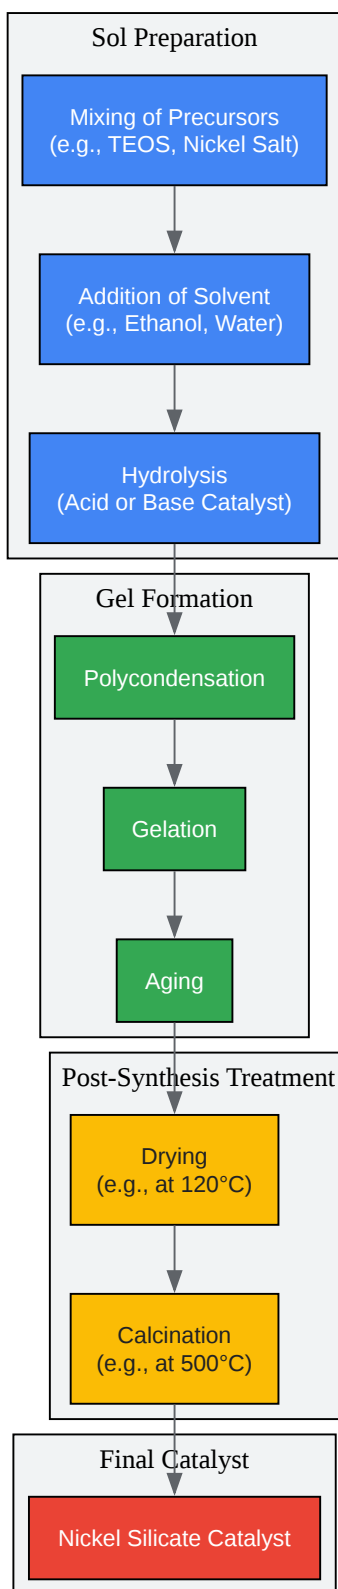 Sol Preparation
Mixing of Precursors
(e.g., TEOS, Nickel Salt)
Addition of Solvent
(e.g., Ethanol, Water)
Hydrolysis
(Acid or Base Catalyst)
Gel Formation
Polycondensation
Gelation
Aging
Post-Synthesis Treatment
Drying
(e.g., at 120°C)
Calcination
(e.g., at 500°C)
Final Catalyst
Nickel Silicate Catalyst